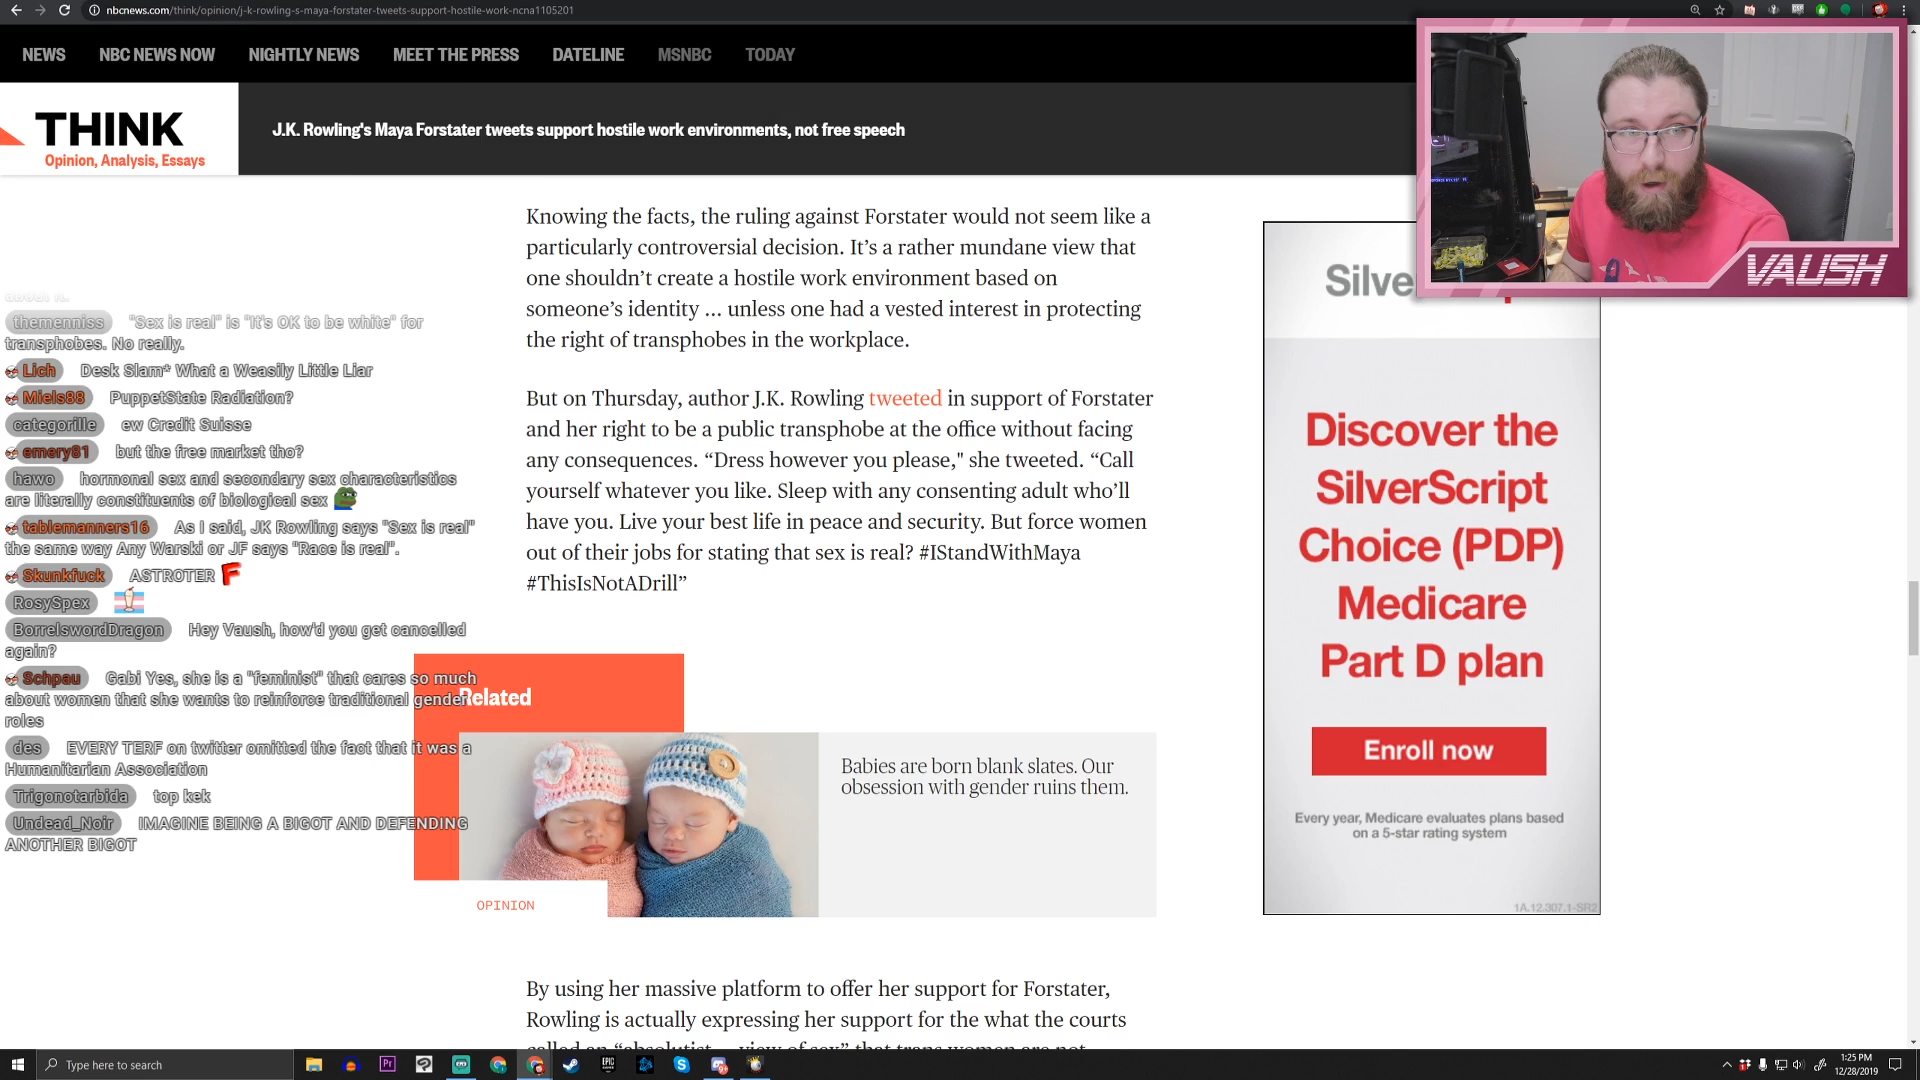 nbcnews.com/think/opinion/j-k-rowling-s-maya-forstater-tweets-support-hostile-work-ncna1105201
NEWS NBC NEWS NOW NIGHTLY NEWS MEET THE PRESS DATELINE MSNBC TODAY
THINK
Opinion, Analysis, Essays
J.K. Rowling's Maya Forstater tweets support hostile work environments, not free speech
VAUSH
Knowing the facts, the ruling against Forstater would not seem like a
particularly controversial decision. It’s a rather mundane view that
one shouldn’t create a hostile work environment based on
someone’s identity … unless one had a vested interest in protecting
the right of transphobes in the workplace.
But on Thursday, author J.K. Rowling tweeted in support of Forstater
and her right to be a public transphobe at the office without facing
any consequences. “Dress however you please," she tweeted. “Call
yourself whatever you like. Sleep with any consenting adult who’ll
have you. Live your best life in peace and security. But force women
out of their jobs for stating that sex is real? #IStandWithMaya
#ThisIsNotADrill”
themenniss "Sex is real" is "It's OK to be white" for
transphobes. No really.
Lich Desk Slam* What a Weasily Little Liar
Miels88 PuppetState Radiation?
categorille ew Credit Suisse
emery81 but the free market tho?
hawo hormonal sex and secondary sex characteristics
are literally constituents of biological sex
tablemanners16 As I said, JK Rowling says "Sex is real"
the same way Any Warski or JF says "Race is real".
Skunkfuck ASTROTER F
RosySpex
BorrelswordDragon Hey Vaush, how'd you get cancelled
again?
Schpau Gabi Yes, she is a "feminist" that cares so much
about women that she wants to reinforce traditional gender
roles
des EVERY TERF on twitter omitted the fact that it was a
Humanitarian Association
Trigonotarbida top kek
Undead_Noir IMAGINE BEING A BIGOT AND DEFENDING
ANOTHER BIGOT
Related
Babies are born blank slates. Our
obsession with gender ruins them.
OPINION
By using her massive platform to offer her support for Forstater,
Rowling is actually expressing her support for the what the courts
called an “absolutist … view of sex” that trans women are not
Silve
Discover the
SilverScript
Choice (PDP)
Medicare
Part D plan
Enroll now
Every year, Medicare evaluates plans based
on a 5-star rating system
1A.12.307.1-SR2
Type here to search
1:25 PM
12/28/2019